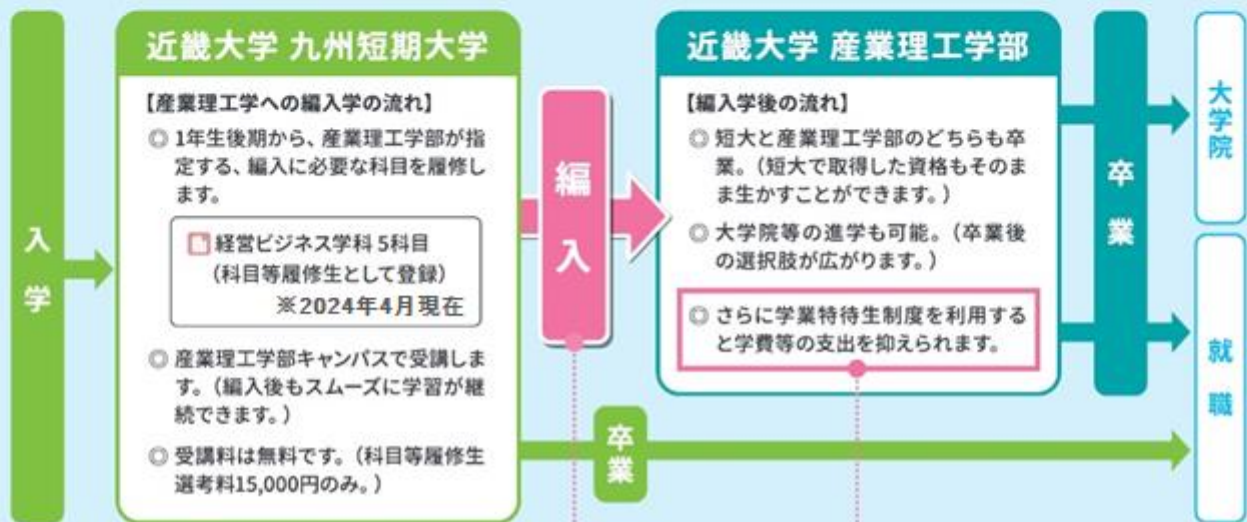 入学
近畿大学 九州短期大学
【産業理工学への編入学の流れ】
◎ 1年生後期から、産業理工学部が指
定する、編入に必要な科目を履修し
ます。
経営ビジネス学科 5科目
（科目等履修生として登録）
※2024年4月現在
◎ 産業理工学部キャンパスで受講しま
す。（編入後もスムーズに学習が継
続できます。）
◎ 受講料は無料です。（科目等履修生
選考料15,000円のみ。）
編入
卒業
近畿大学 産業理工学部
【編入学後の流れ】
◎ 短大と産業理工学部のどちらも卒
業。（短大で取得した資格もそのま
ま生かすことができます。）
◎ 大学院等の進学も可能。（卒業後
の選択肢が広がります。）
◎ さらに学業特待生制度を利用する
と学費等の支出を抑えられます。
卒業
大学院
就職